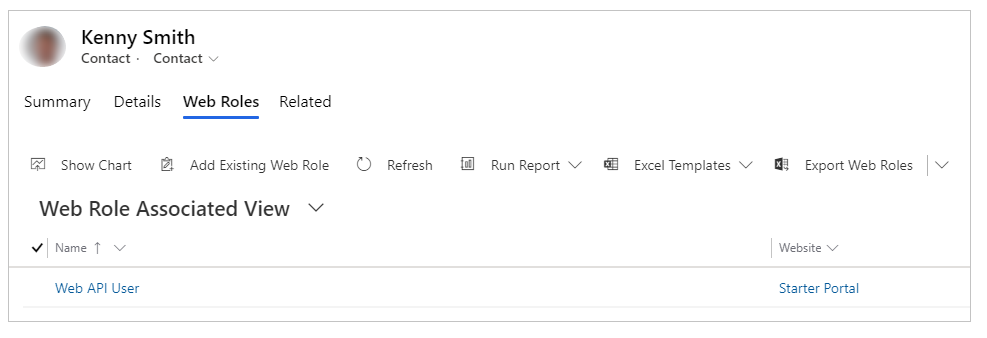 Kenny Smith
Contact · Contact
Summary Details Web Roles Related
Show Chart Add Existing Web Role Refresh Run Report Excel Templates Export Web Roles
Web Role Associated View
Name ↑ Website
Web API User Starter Portal